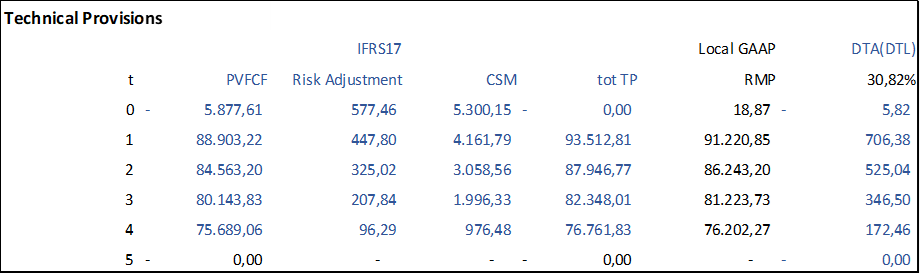 Technical Provisions
IFRS17 Local GAAP DTA(DTL)
t PVFCF Risk Adjustment CSM tot TP RMP 30,82%
0 - 5.877,61 577,46 5.300,15 - 0,00 18,87 - 5,82
1 88.903,22 447,80 4.161,79 93.512,81 91.220,85 706,38
2 84.563,20 325,02 3.058,56 87.946,77 86.243,20 525,04
3 80.143,83 207,84 1.996,33 82.348,01 81.223,73 346,50
4 75.689,06 96,29 976,48 76.761,83 76.202,27 172,46
5 - 0,00 - - 0,00 - - 0,00